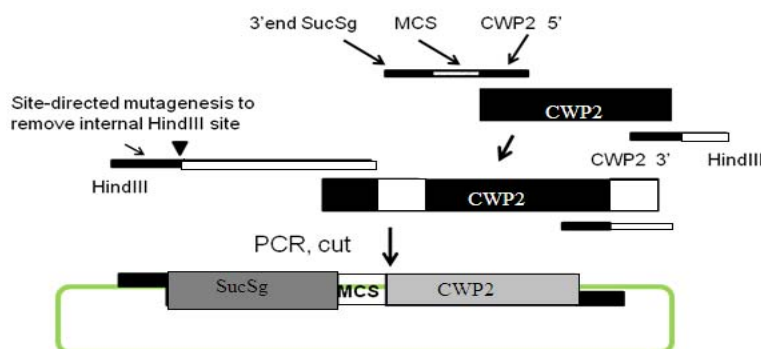 3'end SucSg MCS CWP2 5'
Site-directed mutagenesis to
remove internal HindIII site
CWP2
CWP2 3' HindIII
HindIII
CWP2
PCR, cut
SucSg MCS CWP2